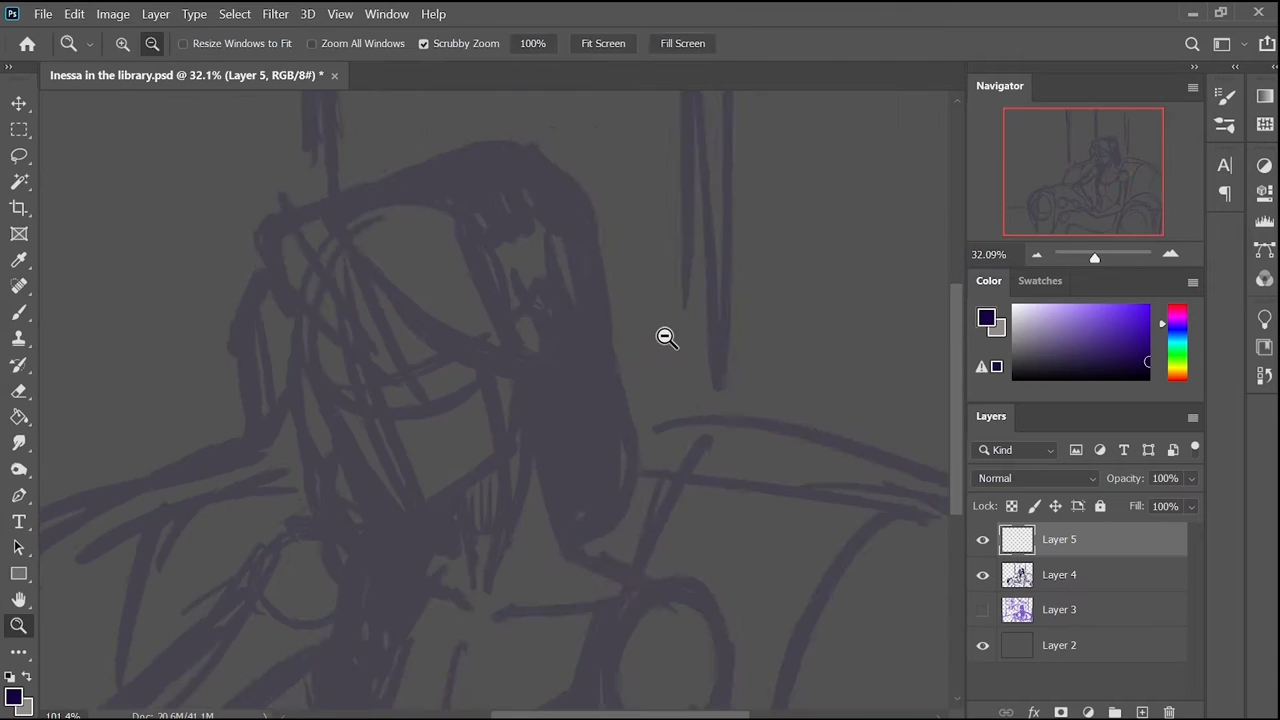 Ps File Edit Image Layer Type Select Filter 3D View Window Help
Resize Windows to Fit Zoom All Windows Scrubby Zoom 100% Fit Screen Fill Screen
Inessa in the library.psd @ 32.1% (Layer 5, RGB/8#) * ×
Navigator
32.09%
Color Swatches
Layers
Kind
Normal Opacity: 100%
Lock: Fill: 100%
Layer 5
Layer 4
Layer 3
Layer 2
101.4% Doc: 20.6M/41.1M